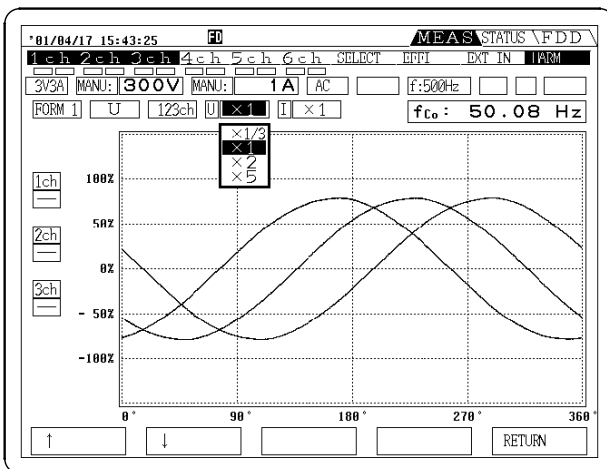 '01/04/17 15:43:25 FD MEAS STATUS FDD
1ch 2ch 3ch 4ch 5ch 6ch SELECT EFFI EXT IN HARM
3V3A MANU: 300V MANU: 1A AC f:500Hz
FORM 1 U 123ch U ×1 I ×1 fCo: 50.08 Hz
×1/3
×1
×2
×5
1ch
2ch
3ch
100%
50%
0%
- 50%
-100%
0° 90° 180° 270° 360°
↑ ↓ RETURN